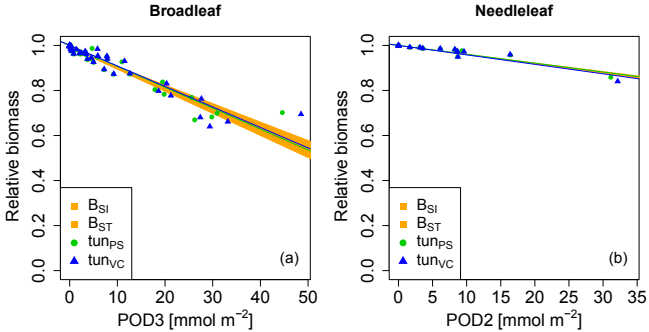 Broadleaf
Relative biomass
1.0
0.8
0.6
0.4
0.2
0.0
B_SI
B_ST
tun_PS
tun_VC
(a)
0 10 20 30 40 50
POD3 [mmol m⁻²]
Needleleaf
Relative biomass
1.0
0.8
0.6
0.4
0.2
0.0
B_SI
B_ST
tun_PS
tun_VC
(b)
0 5 10 15 20 25 30 35
POD2 [mmol m⁻²]